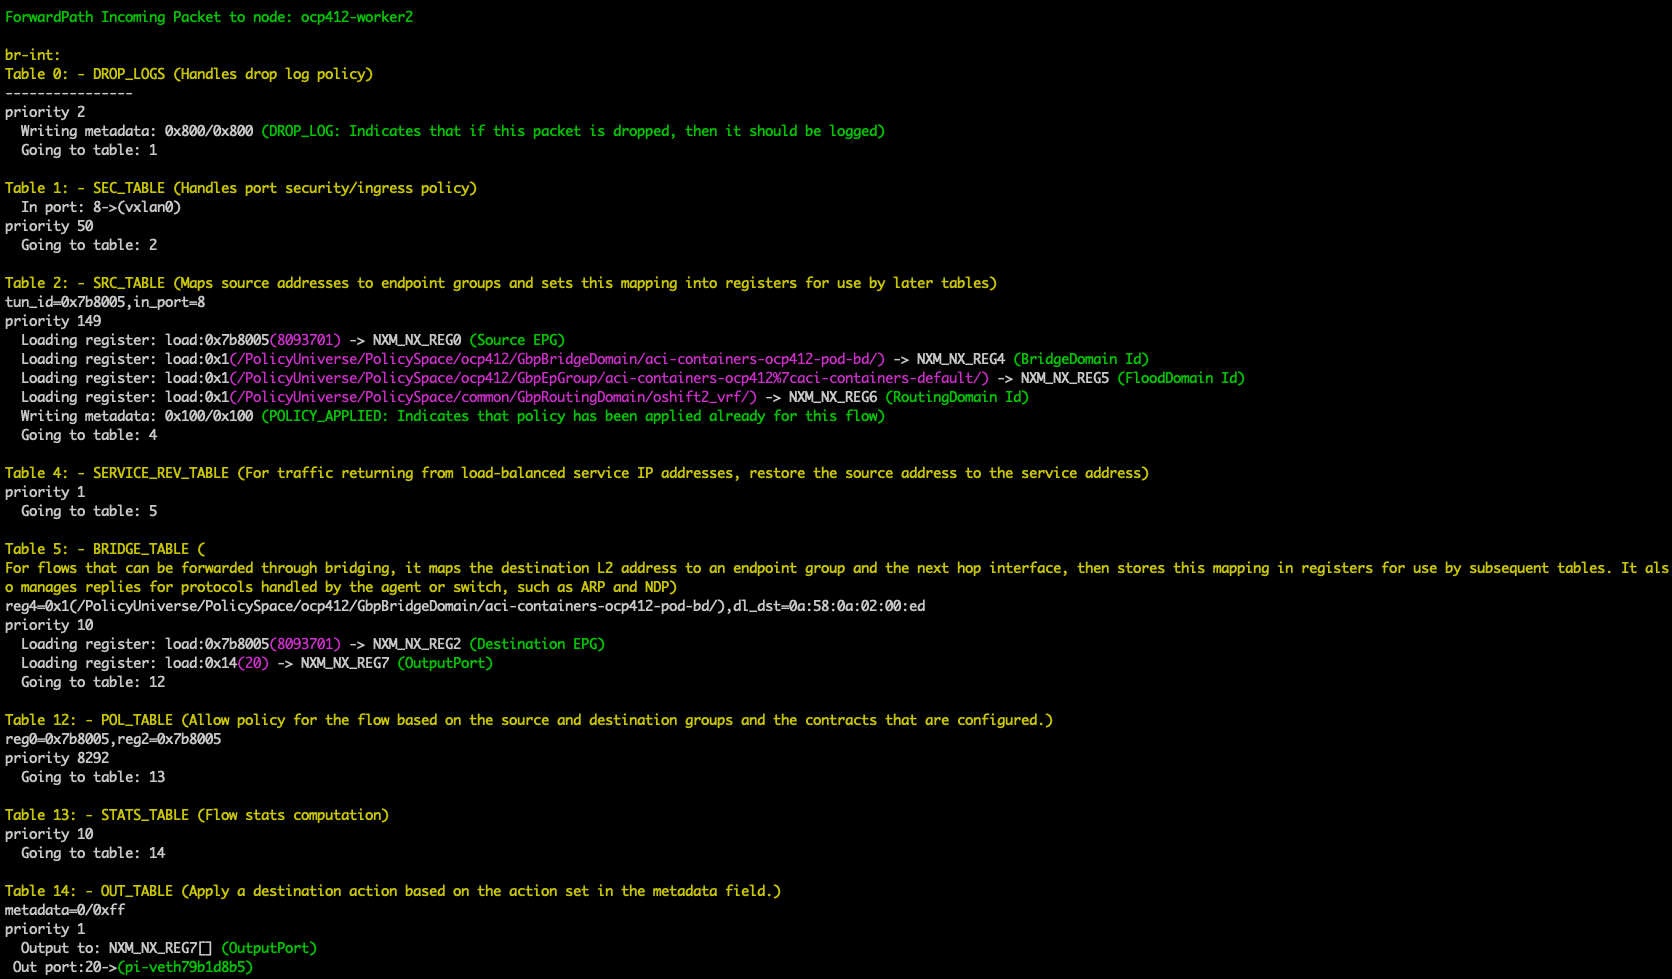 ForwardPath Incoming Packet to node: ocp412-worker2
br-int:
Table 0: - DROP_LOGS (Handles drop log policy)
----------------
priority 2
  Writing metadata: 0x800/0x800 (DROP_LOG: Indicates that if this packet is dropped, then it should be logged)
  Going to table: 1
Table 1: - SEC_TABLE (Handles port security/ingress policy)
  In port: 8->(vxlan0)
priority 50
  Going to table: 2
Table 2: - SRC_TABLE (Maps source addresses to endpoint groups and sets this mapping into registers for use by later tables)
tun_id=0x7b8005,in_port=8
priority 149
  Loading register: load:0x7b8005(8093701) -> NXM_NX_REG0 (Source EPG)
  Loading register: load:0x1(/PolicyUniverse/PolicySpace/ocp412/GbpBridgeDomain/aci-containers-ocp412-pod-bd/) -> NXM_NX_REG4 (BridgeDomain Id)
  Loading register: load:0x1(/PolicyUniverse/PolicySpace/ocp412/GbpEpGroup/aci-containers-ocp412%7caci-containers-default/) -> NXM_NX_REG5 (FloodDomain Id)
  Loading register: load:0x1(/PolicyUniverse/PolicySpace/common/GbpRoutingDomain/oshift2_vrf/) -> NXM_NX_REG6 (RoutingDomain Id)
  Writing metadata: 0x100/0x100 (POLICY_APPLIED: Indicates that policy has been applied already for this flow)
  Going to table: 4
Table 4: - SERVICE_REV_TABLE (For traffic returning from load-balanced service IP addresses, restore the source address to the service address)
priority 1
  Going to table: 5
Table 5: - BRIDGE_TABLE (
For flows that can be forwarded through bridging, it maps the destination L2 address to an endpoint group and the next hop interface, then stores this mapping in registers for use by subsequent tables. It als
o manages replies for protocols handled by the agent or switch, such as ARP and NDP)
reg4=0x1(/PolicyUniverse/PolicySpace/ocp412/GbpBridgeDomain/aci-containers-ocp412-pod-bd/),dl_dst=0a:58:0a:02:00:ed
priority 10
  Loading register: load:0x7b8005(8093701) -> NXM_NX_REG2 (Destination EPG)
  Loading register: load:0x14(20) -> NXM_NX_REG7 (OutputPort)
  Going to table: 12
Table 12: - POL_TABLE (Allow policy for the flow based on the source and destination groups and the contracts that are configured.)
reg0=0x7b8005,reg2=0x7b8005
priority 8292
  Going to table: 13
Table 13: - STATS_TABLE (Flow stats computation)
priority 10
  Going to table: 14
Table 14: - OUT_TABLE (Apply a destination action based on the action set in the metadata field.)
metadata=0/0xff
priority 1
  Output to: NXM_NX_REG7[] (OutputPort)
 Out port:20->(pi-veth79b1d8b5)